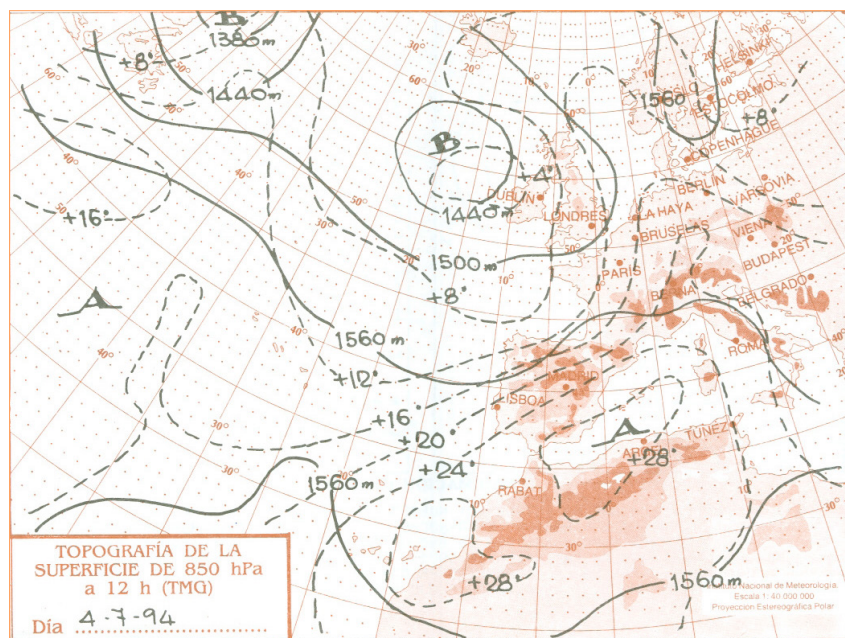 B
1380 m
+8°
1440 m
HELSINKI
ESTOCOLMO
1560
+8°
COPENHAGUE
B
+4°
DUBLIN
1440 m
LONDRES
LA HAYA
BERLIN
VARSOVIA
BRUSELAS
VIENA
BUDAPEST
+16°
1500 m
PARIS
+8°
BERNA
BELGRADO
A
1560 m
ROMA
+12°
MADRID
LISBOA
+16°
+20°
A
TUNEZ
ARGEL
+24°
+28°
RABAT
1560 m
+28°
1560 m
TOPOGRAFÍA DE LA
SUPERFICIE DE 850 hPa
a 12 h (TMG)
Día 4-7-94
Nacional de Meteorología
Escala 1: 40 000 000
Proyección Estereográfica Polar